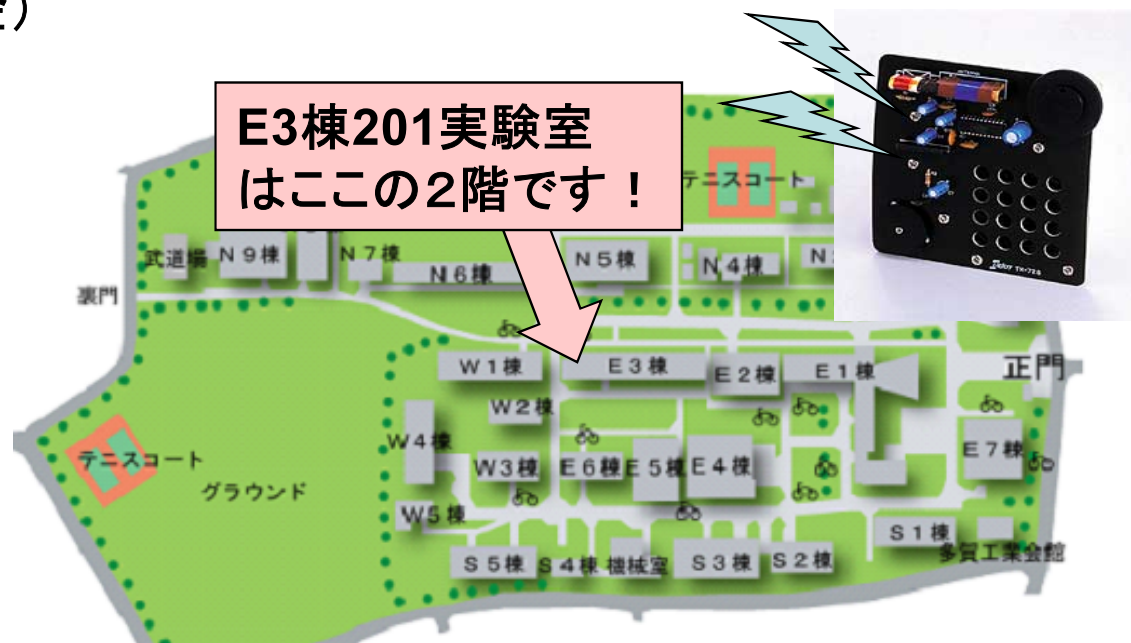 E3棟201実験室
はここの２階です！
テニスコート
武道場
N9棟
N7棟
N6棟
N5棟
N4棟
裏門
W1棟
E3棟
E2棟
E1棟
正門
W2棟
W4棟
W3棟
E6棟
E5棟
E4棟
E7棟
テニスコート
グラウンド
W5棟
S1棟
多賀工業会館
S5棟
S4棟
機械室
S3棟
S2棟
TK-728